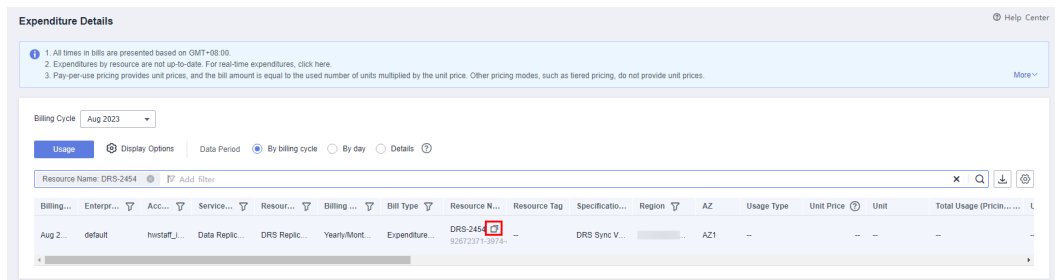 Expenditure Details
Help Center
1. All times in bills are presented based on GMT+08:00.
2. Expenditures by resource are not up-to-date. For real-time expenditures, click here.
3. Pay-per-use pricing provides unit prices, and the bill amount is equal to the used number of units multiplied by the unit price. Other pricing modes, such as tiered pricing, do not provide unit prices.
More
Billing Cycle Aug 2023
Usage Display Options Data Period By billing cycle By day Details
Resource Name: DRS-2454 Add filter
Billing... Enterpr... Acc... Service... Resour... Billing ... Bill Type Resource N... Resource Tag Specificatio... Region AZ Usage Type Unit Price Unit Total Usage (Pricin... ... U
Aug 2... default hwstaff_i... Data Replic... DRS Replic... Yearly/Mont... Expenditure... DRS-2454 -- DRS Sync V... ... AZ1 -- -- -- -- --
92672371-3974~